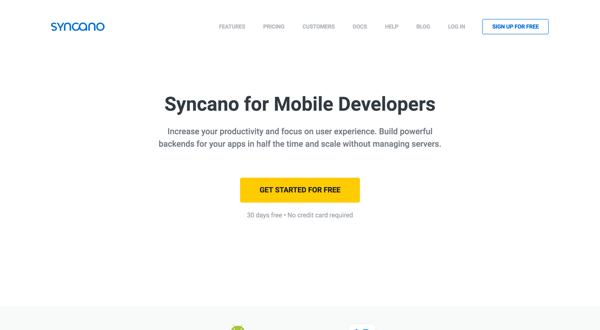 SYNCANO
FEATURES PRICING CUSTOMERS DOCS HELP BLOG LOG IN SIGN UP FOR FREE
Syncano for Mobile Developers
Increase your productivity and focus on user experience. Build powerful
backends for your apps in half the time and scale without managing servers.
GET STARTED FOR FREE
30 days free • No credit card required